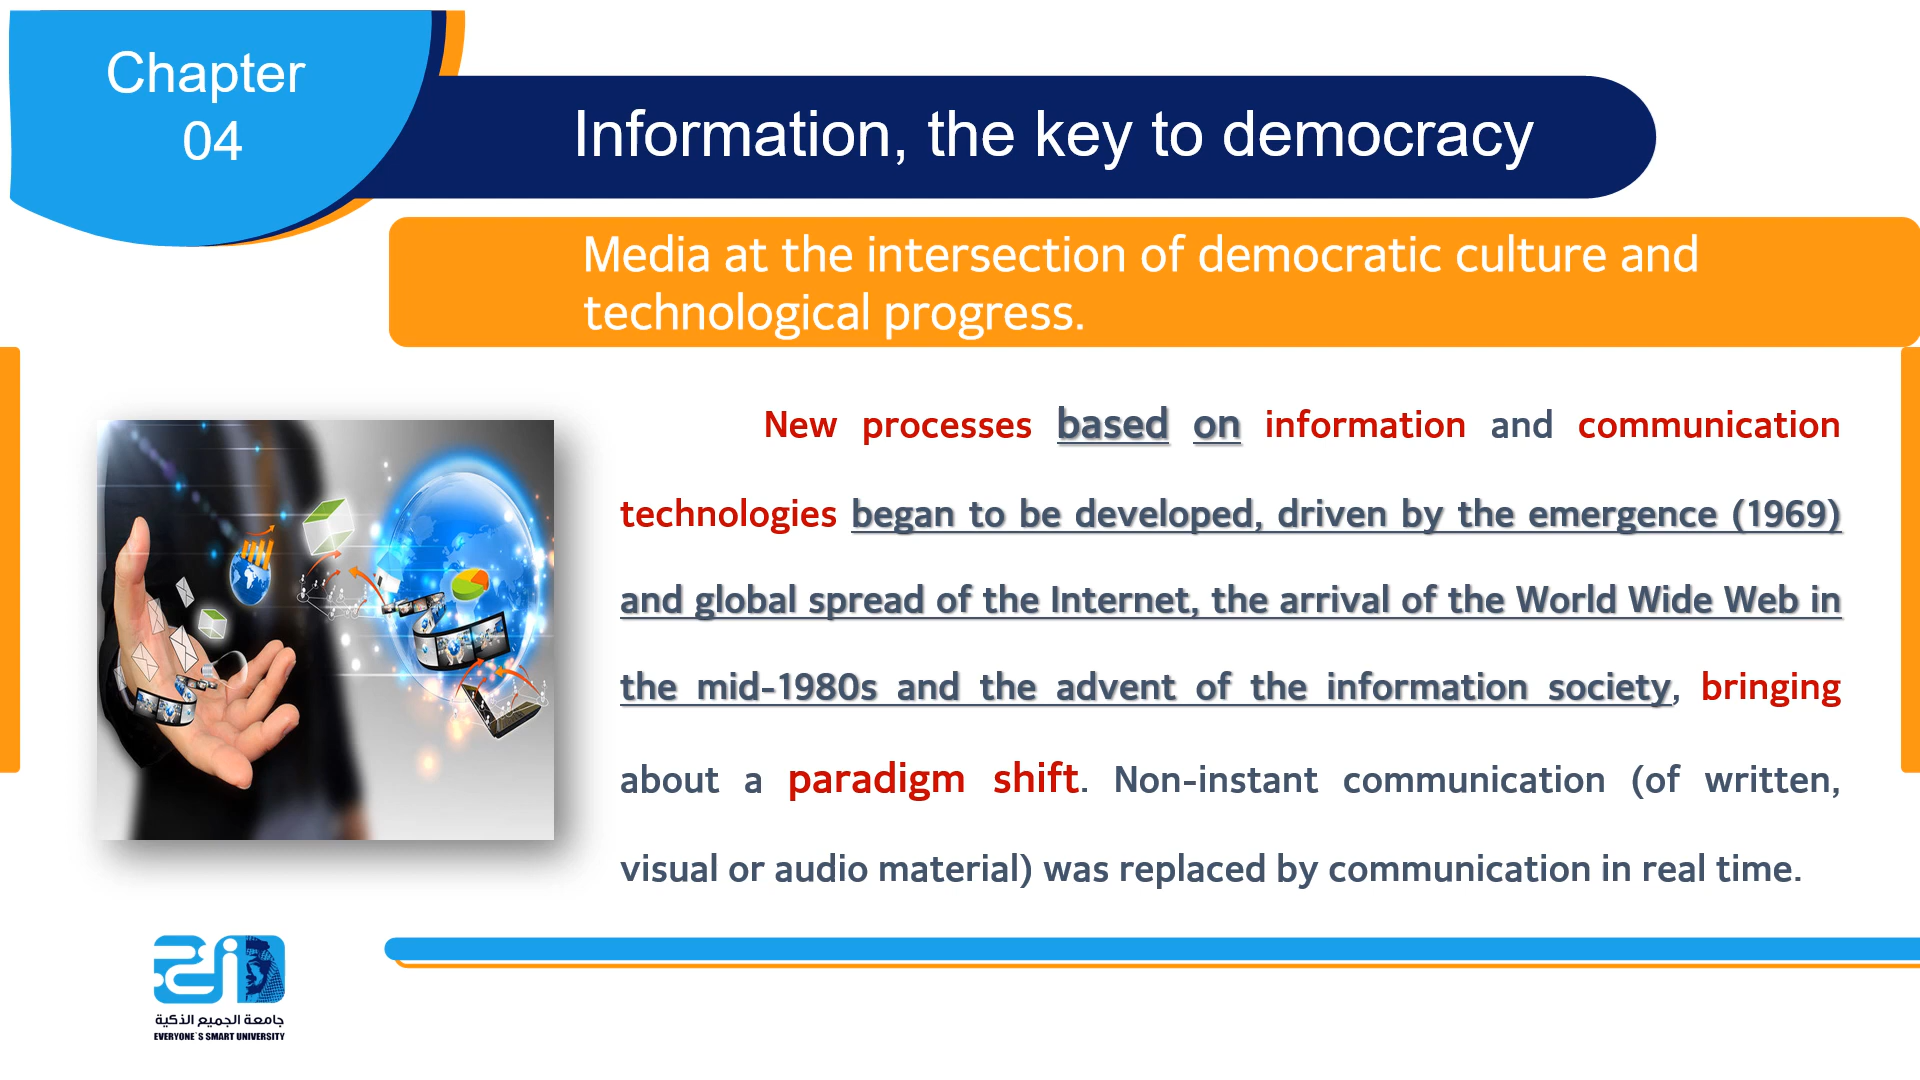 Chapter
04
Information, the key to democracy
Media at the intersection of democratic culture and
technological progress.
New processes based on information and communication
technologies began to be developed, driven by the emergence (1969)
and global spread of the Internet, the arrival of the World Wide Web in
the mid-1980s and the advent of the information society, bringing
about a paradigm shift. Non-instant communication (of written,
visual or audio material) was replaced by communication in real time.
جامعة الجميع الذكية
EVERYONE`S SMART UNIVERSITY